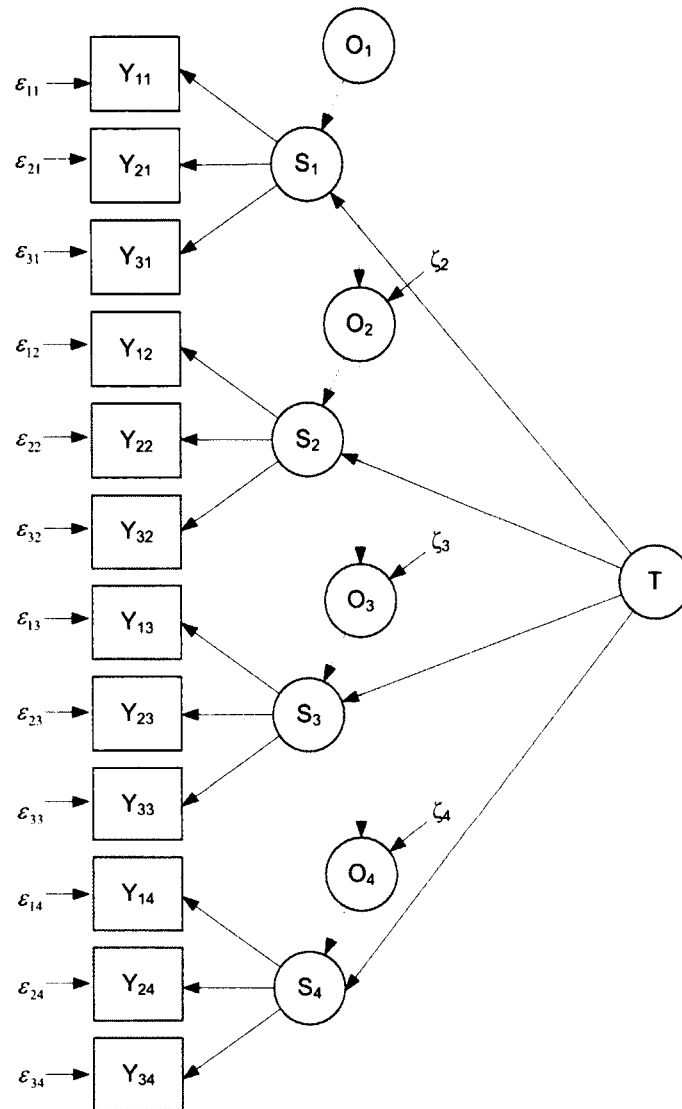 O₁
ε₁₁ Y₁₁
ε₂₁ Y₂₁ S₁
ε₃₁ Y₃₁
ζ₂
O₂
ε₁₂ Y₁₂
ε₂₂ Y₂₂ S₂
ε₃₂ Y₃₂
ζ₃
T
O₃
ε₁₃ Y₁₃
ε₂₃ Y₂₃ S₃
ε₃₃ Y₃₃
ζ₄
O₄
ε₁₄ Y₁₄
ε₂₄ Y₂₄ S₄
ε₃₄ Y₃₄